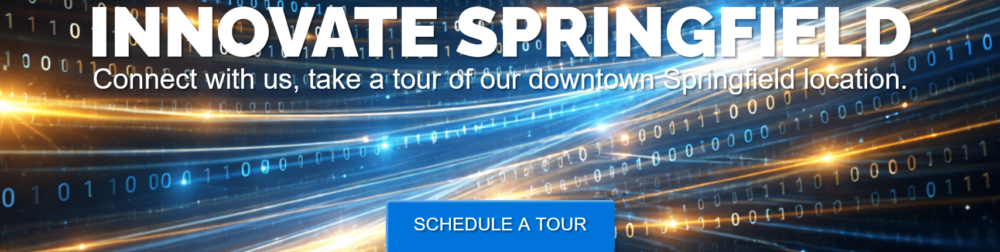 INNOVATE SPRINGFIELD
Connect with us, take a tour of our downtown Springfield location.
SCHEDULE A TOUR